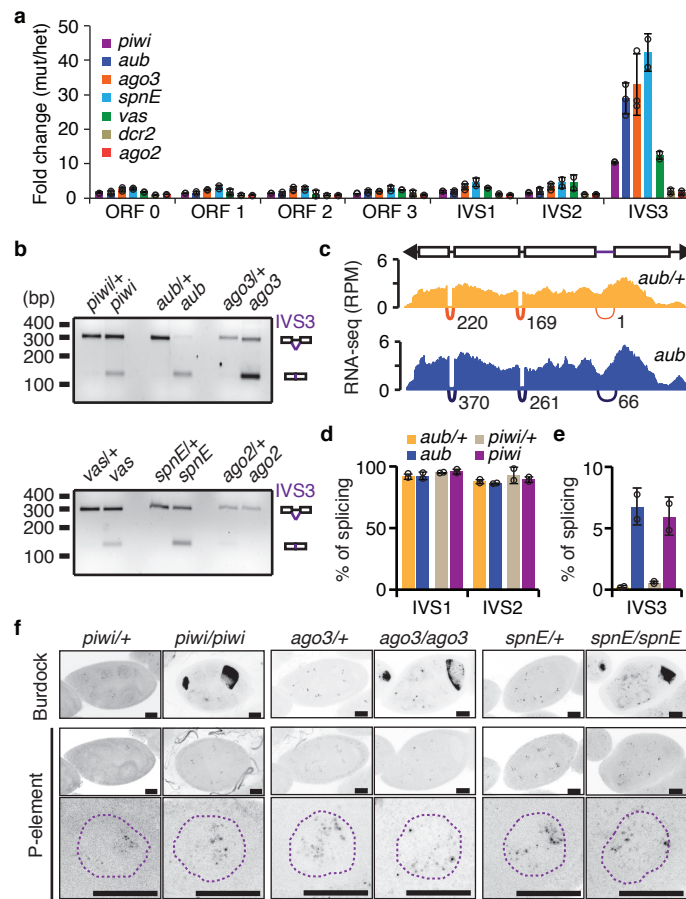 a
Fold change (mut/het)
50
40
30
20
10
0
piwi
aub
ago3
spnE
vas
dcr2
ago2
ORF 0 ORF 1 ORF 2 ORF 3 IVS1 IVS2 IVS3
b
(bp)
piwi/+ piwi aub/+ aub ago3/+ ago3
IVS3
400
300
200
100
vas/+ vas spnE/+ spnE ago2/+ ago2
IVS3
400
300
200
100
c
RNA-seq (RPM)
6
3
0
aub/+
220 169 1
6
3
0
aub
370 261 66
d
aub/+ piwi/+
aub piwi
% of splicing
100
50
0
IVS1 IVS2
e
% of splicing
10
5
0
IVS3
f
piwi/+ piwi/piwi ago3/+ ago3/ago3 spnE/+ spnE/spnE
Burdock
P-element